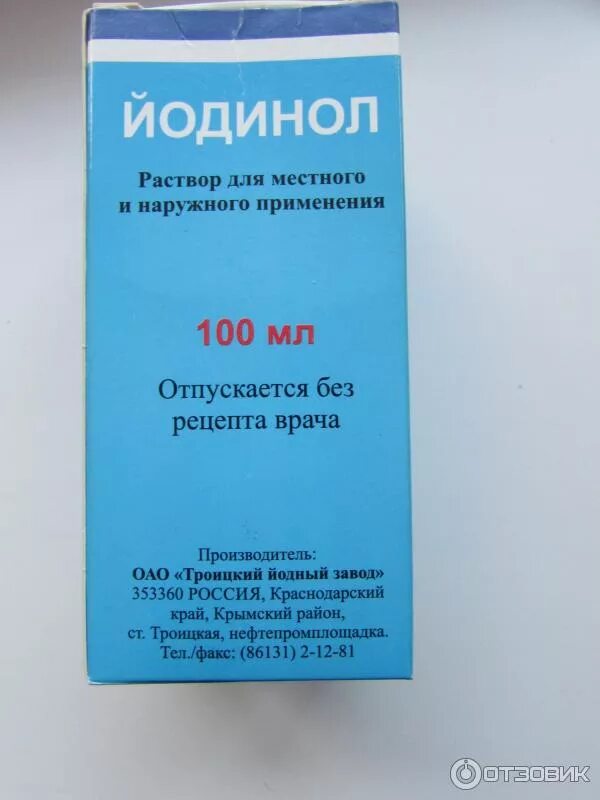 ЙОДИНОЛ
Раствор для местного
и наружного применения
100 мл
Отпускается без
рецепта врача
Производитель:
ОАО «Троицкий йодный завод»
353360 РОССИЯ, Краснодарский
край, Крымский район,
ст. Троицкая, нефтепромплощадка.
Тел./факс: (86131) 2-12-81
ОТЗОВИК